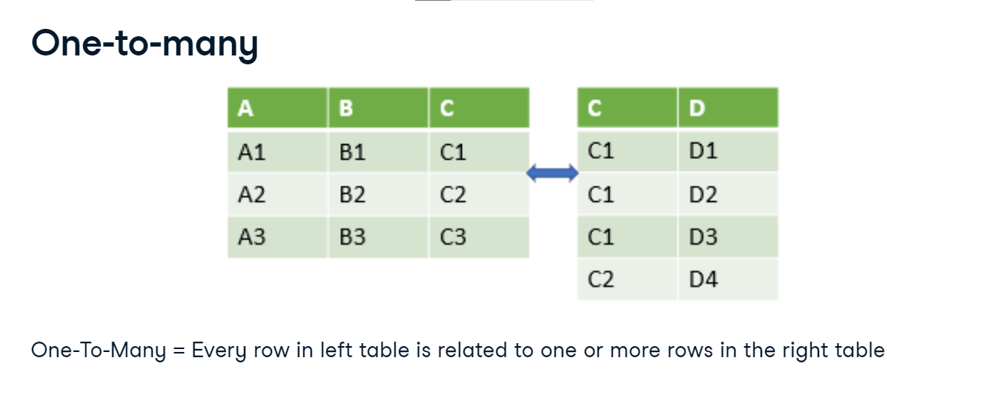 One-to-many
A B C C D
A1 B1 C1 C1 D1
A2 B2 C2 C1 D2
A3 B3 C3 C1 D3
C2 D4
One-To-Many = Every row in left table is related to one or more rows in the right table